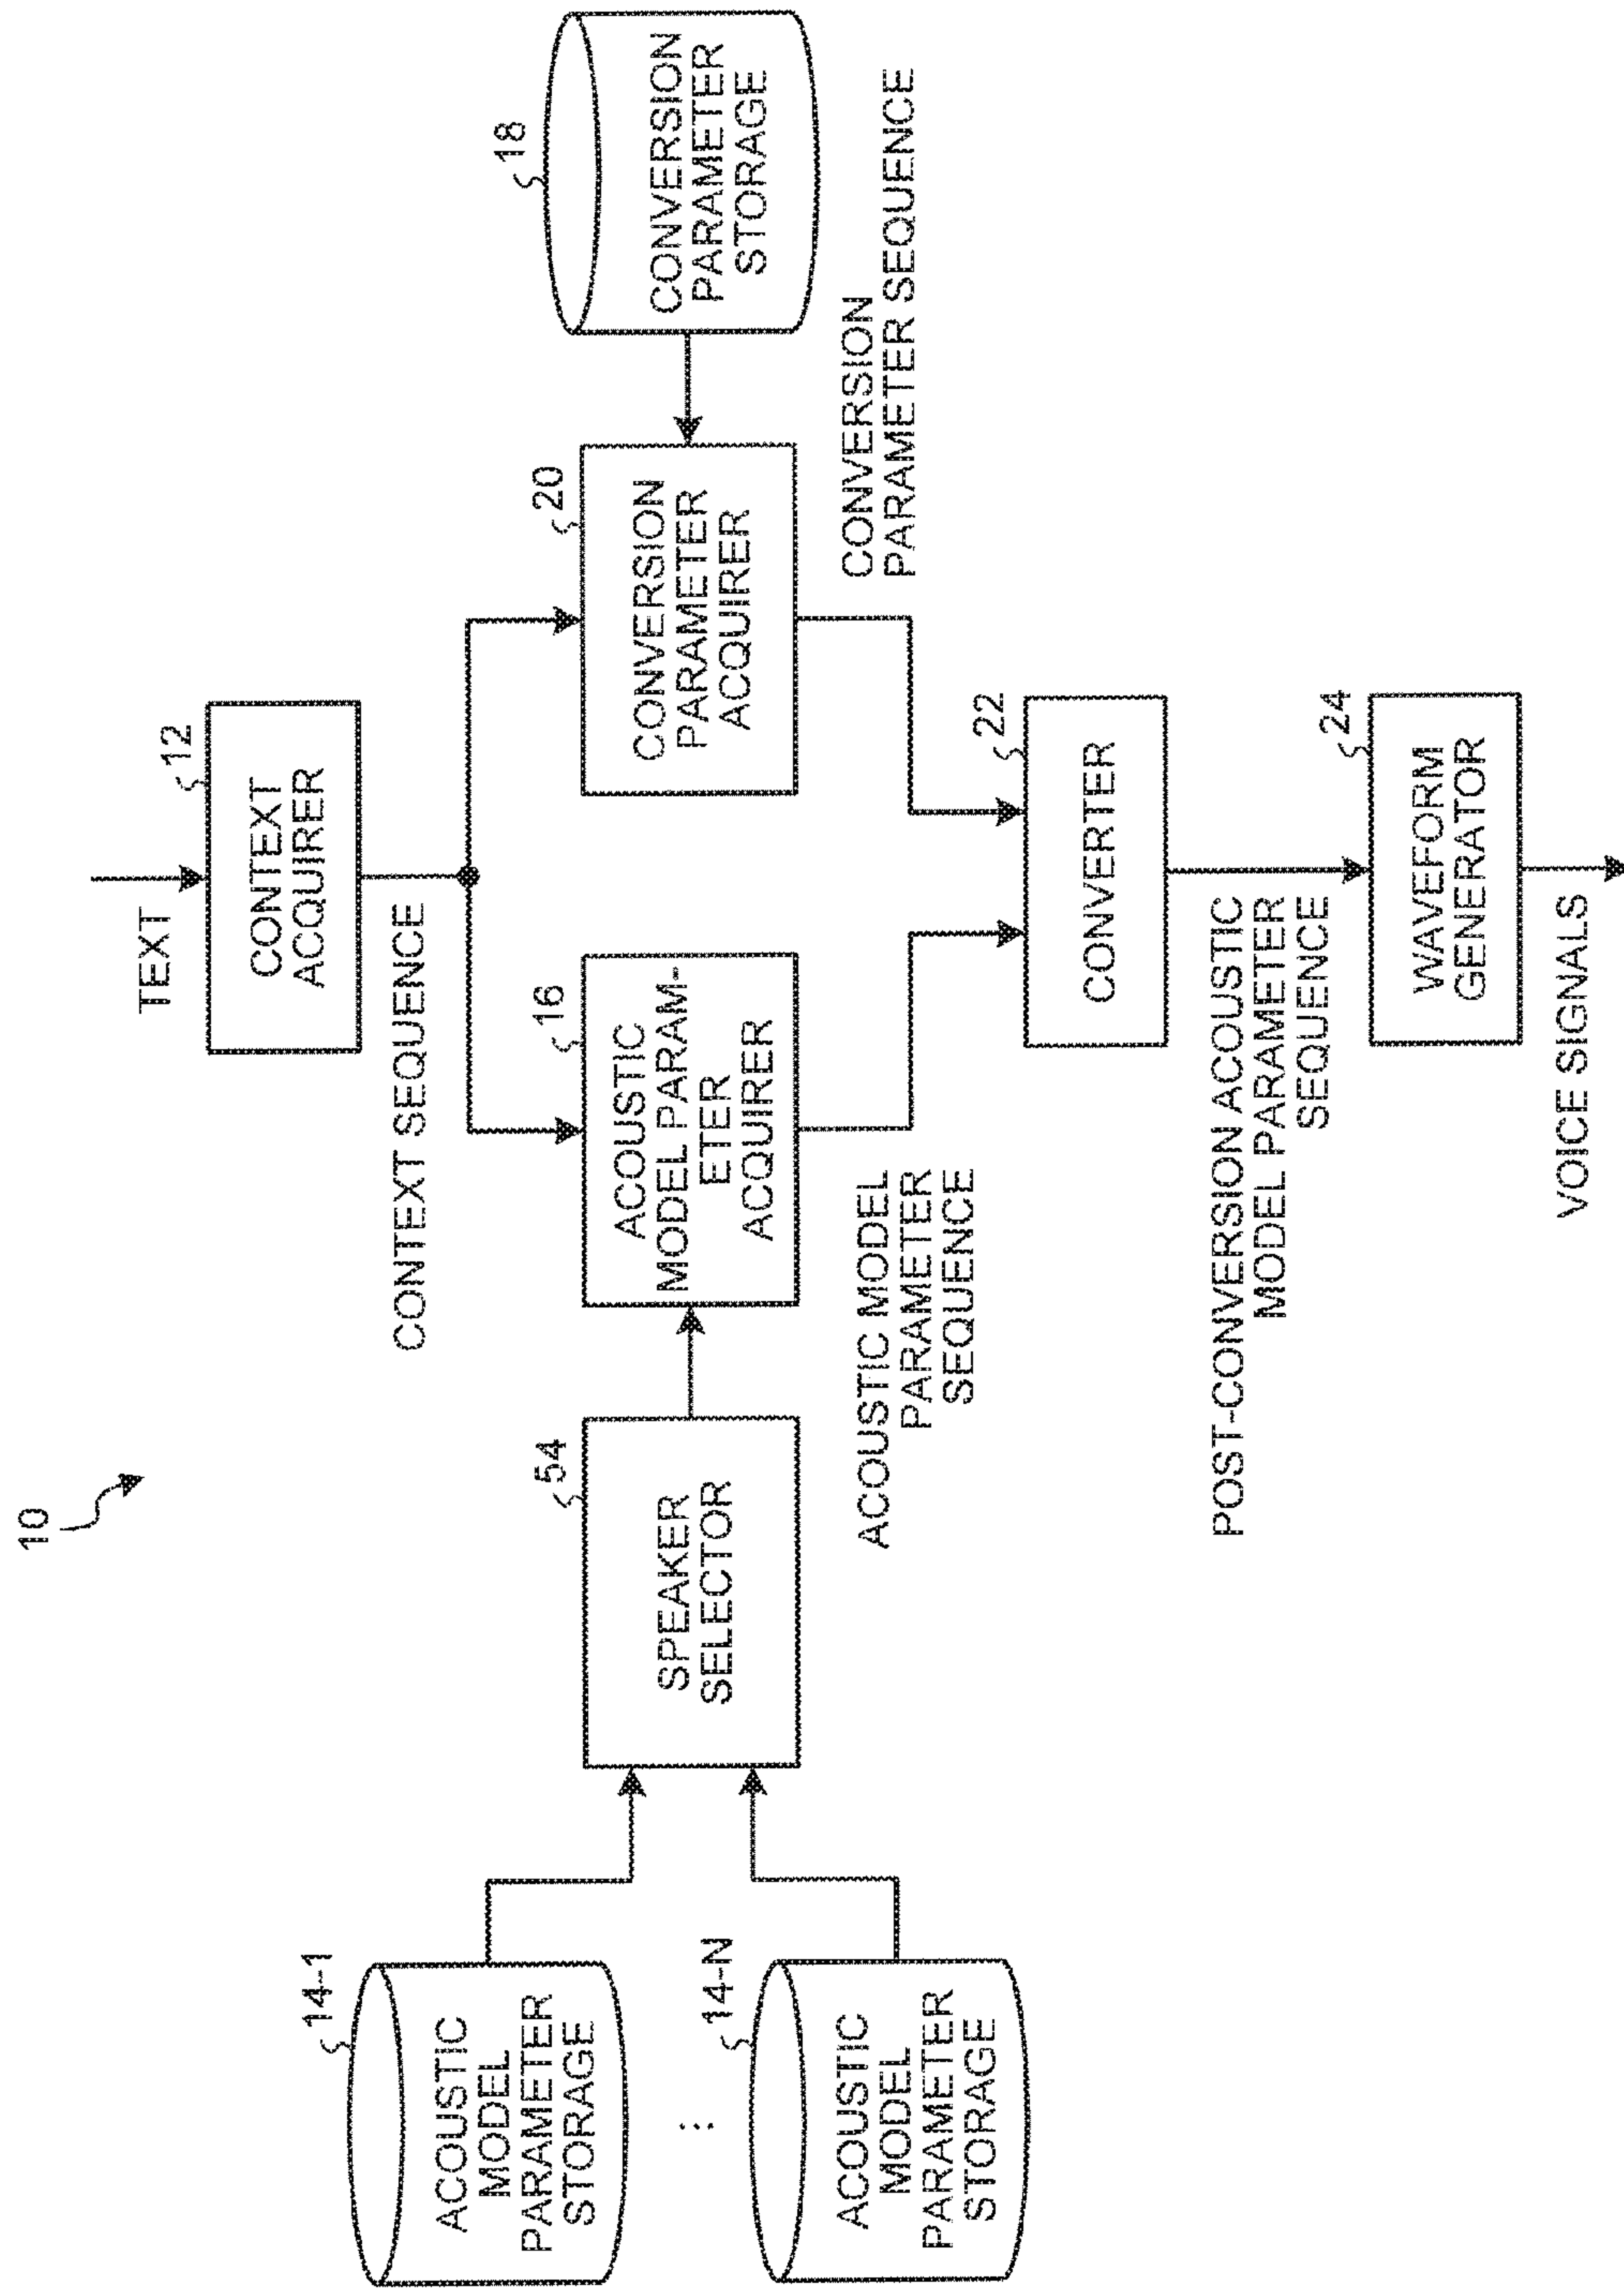 10
TEXT
12
CONTEXT
ACQUIRER
CONTEXT SEQUENCE
14-1
ACOUSTIC
MODEL
PARAMETER
STORAGE
⋮
14-N
ACOUSTIC
MODEL
PARAMETER
STORAGE
54
SPEAKER
SELECTOR
16
ACOUSTIC
MODEL PARAM-
ETER
ACQUIRER
20
CONVERSION
PARAMETER
ACQUIRER
18
CONVERSION
PARAMETER
STORAGE
ACOUSTIC MODEL
PARAMETER
SEQUENCE
CONVERSION
PARAMETER SEQUENCE
22
CONVERTER
POST-CONVERSION ACOUSTIC
MODEL PARAMETER
SEQUENCE
24
WAVEFORM
GENERATOR
VOICE SIGNALS